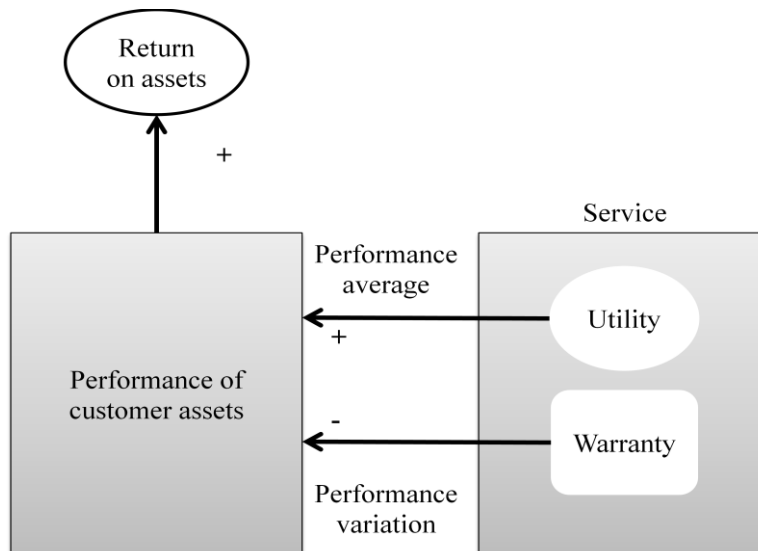 Return
on assets
+
Service
Performance
average
Utility
+
Performance of
customer assets
-
Warranty
Performance
variation